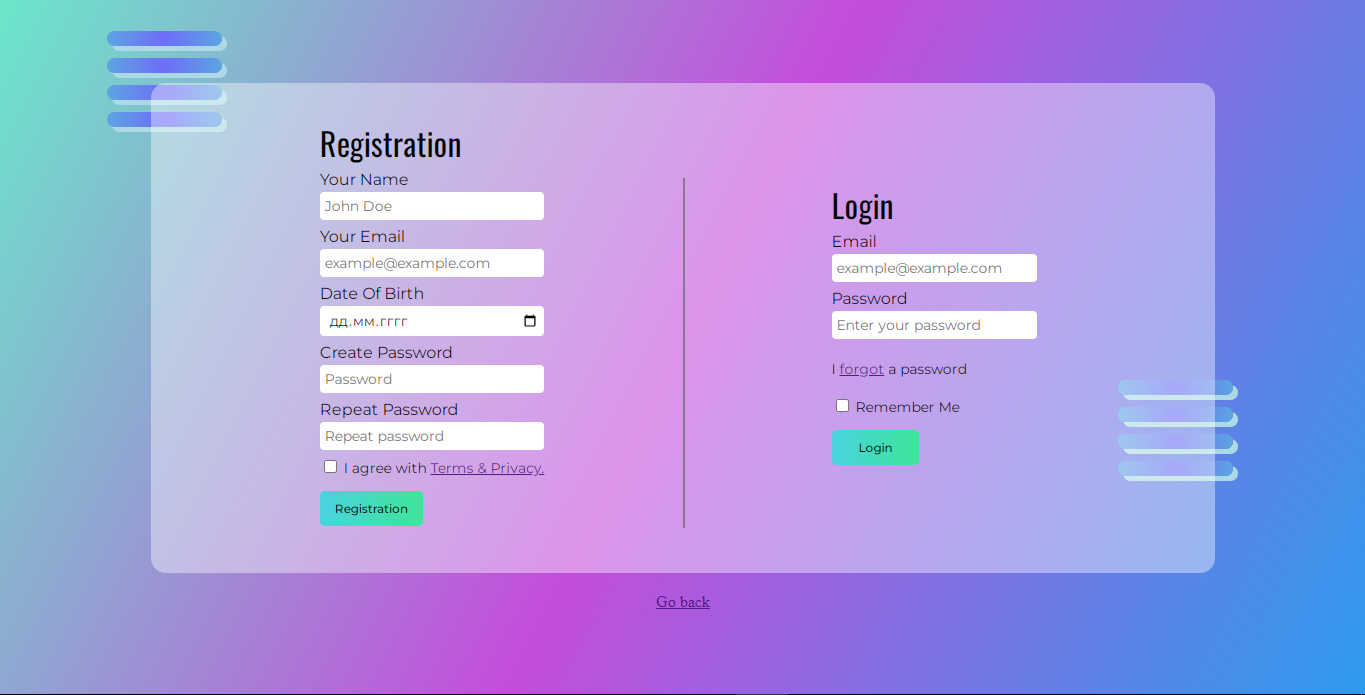 Registration
Your Name
John Doe
Your Email
example@example.com
Date Of Birth
дд.мм.гггг
Create Password
Password
Repeat Password
Repeat password
I agree with Terms & Privacy.
Registration
Login
Email
example@example.com
Password
Enter your password
I forgot a password
Remember Me
Login
Go back